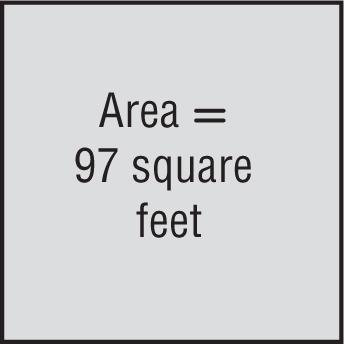 Area =
97 square
feet